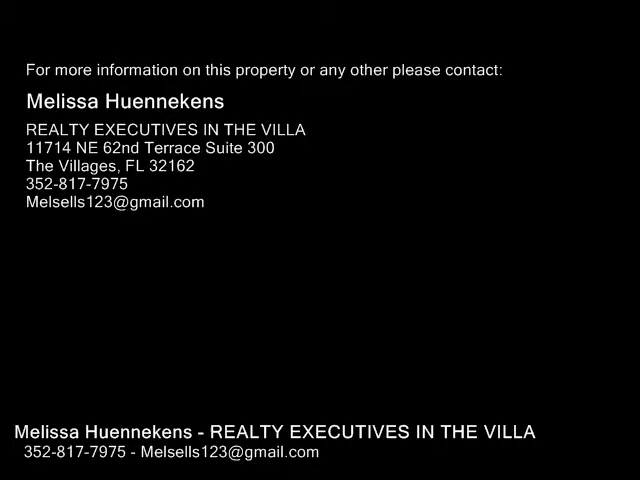 For more information on this property or any other please contact:
Melissa Huennekens
REALTY EXECUTIVES IN THE VILLA
11714 NE 62nd Terrace Suite 300
The Villages, FL 32162
352-817-7975
Melsells123@gmail.com
Melissa Huennekens - REALTY EXECUTIVES IN THE VILLA
352-817-7975 - Melsells123@gmail.com